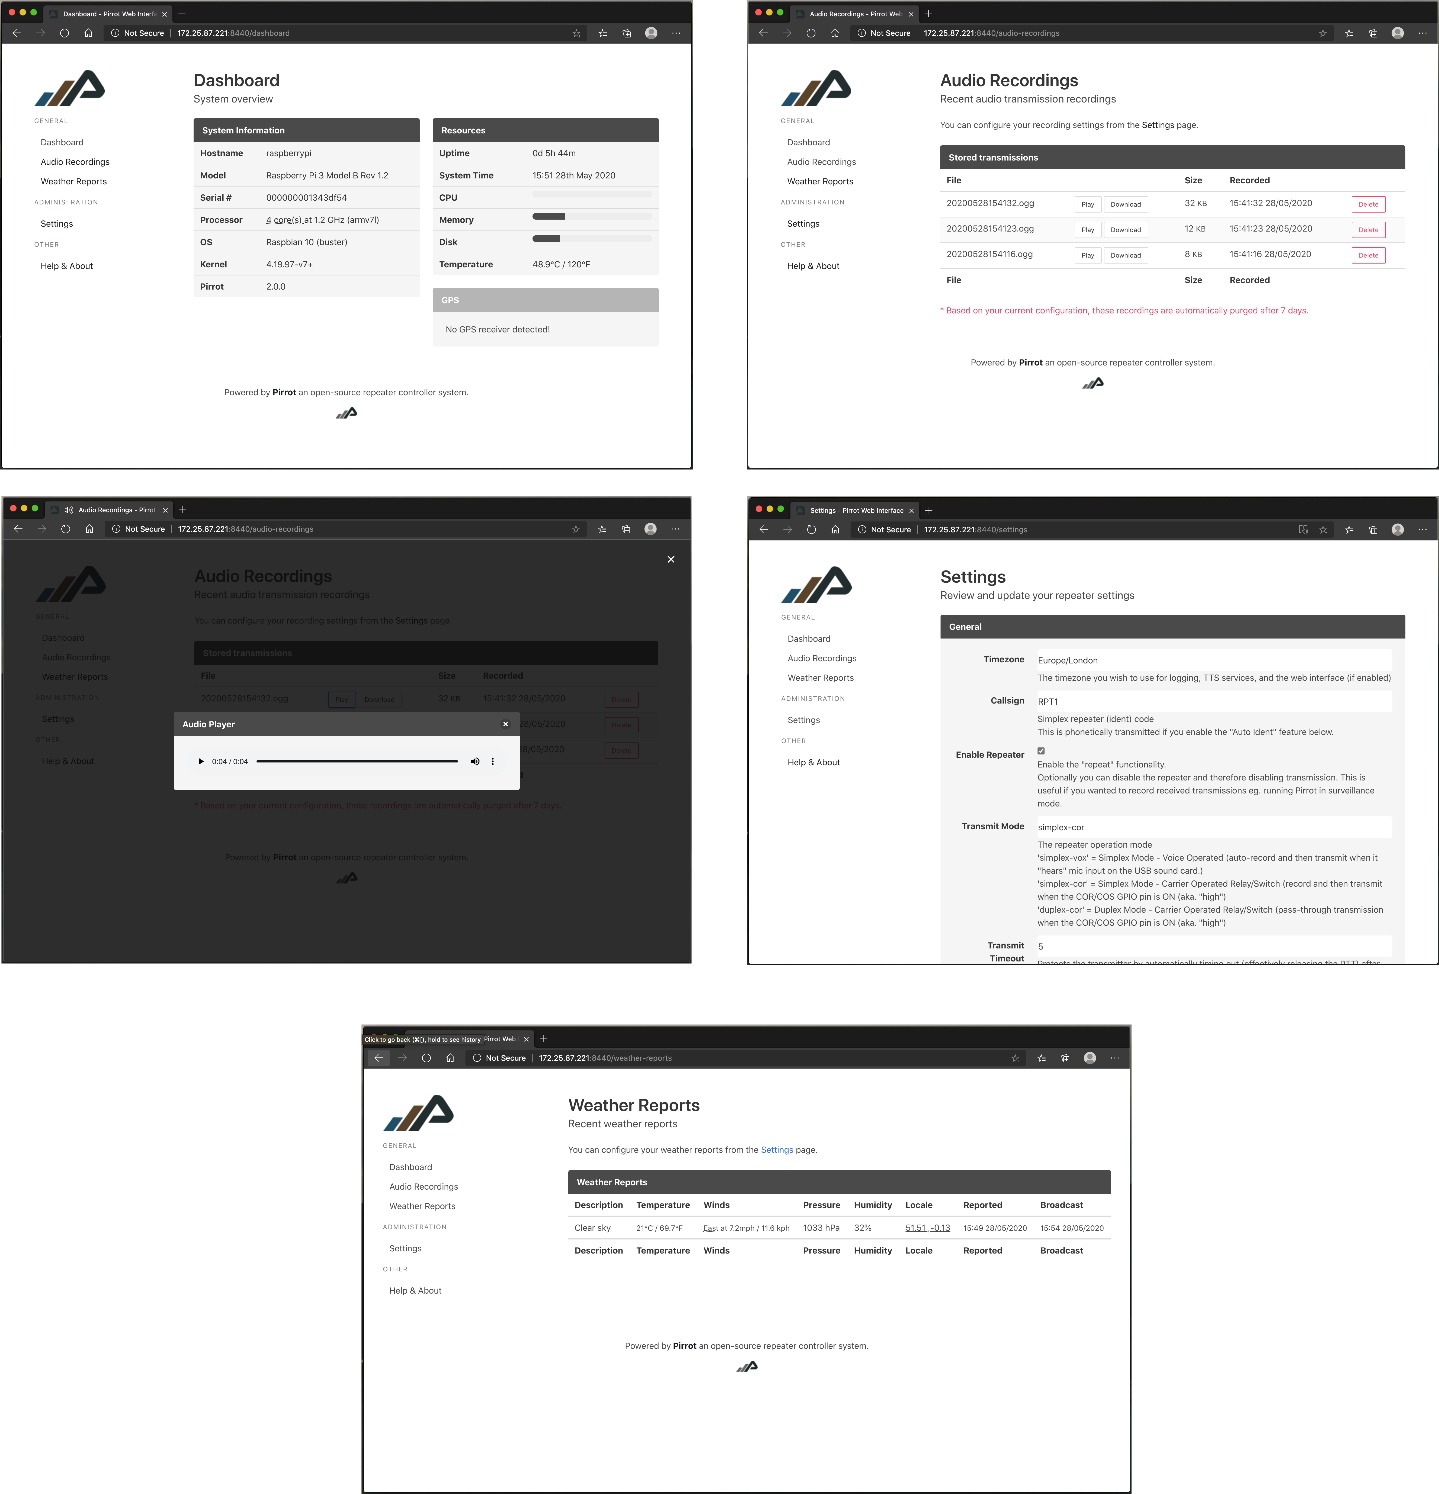 Dashboard - Pirrot Web Interfa
Not Secure | 172.25.87.221:8440/dashboard
GENERAL
Dashboard
Audio Recordings
Weather Reports
ADMINISTRATION
Settings
OTHER
Help & About
Dashboard
System overview
System Information
Hostname raspberrypi
Model Raspberry Pi 3 Model B Rev 1.2
Serial # 000000001343df54
Processor 4 core(s) at 1.2 GHz (armv7l)
OS Raspbian 10 (buster)
Kernel 4.19.97-v7+
Pirrot 2.0.0
Resources
Uptime 0d 5h 44m
System Time 15:51 28th May 2020
CPU
Memory
Disk
Temperature 48.9°C / 120°F
GPS
No GPS receiver detected!
Powered by Pirrot an open-source repeater controller system.
Audio Recordings - Pirrot Web
Not Secure 172.25.87.221:8440/audio-recordings
GENERAL
Dashboard
Audio Recordings
Weather Reports
ADMINISTRATION
Settings
OTHER
Help & About
Audio Recordings
Recent audio transmission recordings
You can configure your recording settings from the Settings page.
Stored transmissions
File Size Recorded
20200528154132.ogg Play Download 32 KB 15:41:32 28/05/2020 Delete
20200528154123.ogg Play Download 12 KB 15:41:23 28/05/2020 Delete
20200528154116.ogg Play Download 8 KB 15:41:16 28/05/2020 Delete
File Size Recorded
* Based on your current configuration, these recordings are automatically purged after 7 days.
Powered by Pirrot an open-source repeater controller system.
Audio Recordings - Pirrot
Not Secure | 172.25.87.221:8440/audio-recordings
GENERAL
Dashboard
Audio Recordings
Weather Reports
ADMINISTRATION
Settings
OTHER
Help & About
Audio Recordings
Recent audio transmission recordings
You can configure your recording settings from the Settings page
Stored transmissions
File Size Recorded
20200528154132.ogg Play Download 32 KB 15:41:32 28/05/2020 Delete
28/05/2020 Delete
28/05/2020 Delete
Audio Player
0:04 / 0:04
* Based on your current configuration, these recordings are automatically purged after 7 days.
Powered by Pirrot an open-source repeater controller system.
Settings - Pirrot Web Interface
Not Secure | 172.25.87.221:8440/settings
GENERAL
Dashboard
Audio Recordings
Weather Reports
ADMINISTRATION
Settings
OTHER
Help & About
Settings
Review and update your repeater settings
General
Timezone Europe/London
The timezone you wish to use for logging, TTS services, and the web interface (if enabled)
Callsign RPT1
Simplex repeater (ident) code
This is phonetically transmitted if you enable the "Auto Ident" feature below.
Enable Repeater
Enable the "repeat" functionality.
Optionally you can disable the repeater and therefore disabling transmission. This is
useful if you wanted to record received transmissions eg. running Pirrot in surveillance
mode.
Transmit Mode simplex-cor
The repeater operation mode
'simplex-vox' = Simplex Mode - Voice Operated (auto-record and then transmit when it
"hears" mic input on the USB sound card.)
'simplex-cor' = Simplex Mode - Carrier Operated Relay/Switch (record and then transmit
when the COR/COS GPIO pin is ON (aka. "high")
'duplex-cor' = Duplex Mode - Carrier Operated Relay/Switch (pass-through transmission
when the COR/COS GPIO pin is ON (aka. "high")
Transmit Timeout 5
Protects the transmitter by automatically timing out (effectively releasing the PTT) after
Click to go back (⌘[), hold to see history Pirrot Web
Not Secure | 172.25.87.221:8440/weather-reports
GENERAL
Dashboard
Audio Recordings
Weather Reports
ADMINISTRATION
Settings
OTHER
Help & About
Weather Reports
Recent weather reports
You can configure your weather reports from the Settings page.
Weather Reports
Description Temperature Winds Pressure Humidity Locale Reported Broadcast
Clear sky 21°C / 69.7°F East at 7.2mph / 11.6 kph 1033 hPa 32% 51.51, -0.13 15:49 28/05/2020 15:54 28/05/2020
Description Temperature Winds Pressure Humidity Locale Reported Broadcast
Powered by Pirrot an open-source repeater controller system.